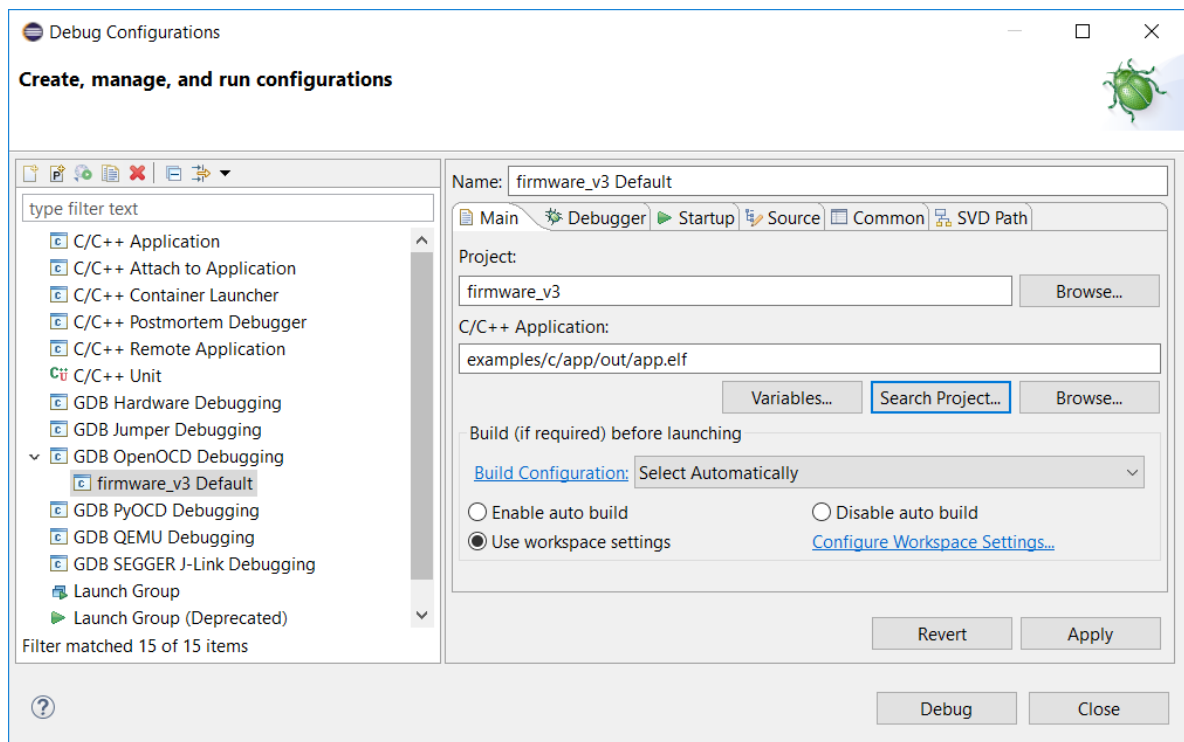 Debug Configurations
Create, manage, and run configurations
type filter text
C/C++ Application
C/C++ Attach to Application
C/C++ Container Launcher
C/C++ Postmortem Debugger
C/C++ Remote Application
C/C++ Unit
GDB Hardware Debugging
GDB Jumper Debugging
GDB OpenOCD Debugging
firmware_v3 Default
GDB PyOCD Debugging
GDB QEMU Debugging
GDB SEGGER J-Link Debugging
Launch Group
Launch Group (Deprecated)
Filter matched 15 of 15 items
Name: firmware_v3 Default
Main Debugger Startup Source Common SVD Path
Project:
firmware_v3 Browse...
C/C++ Application:
examples/c/app/out/app.elf
Variables... Search Project... Browse...
Build (if required) before launching
Build Configuration: Select Automatically
Enable auto build Disable auto build
Use workspace settings Configure Workspace Settings...
Revert Apply
Debug Close